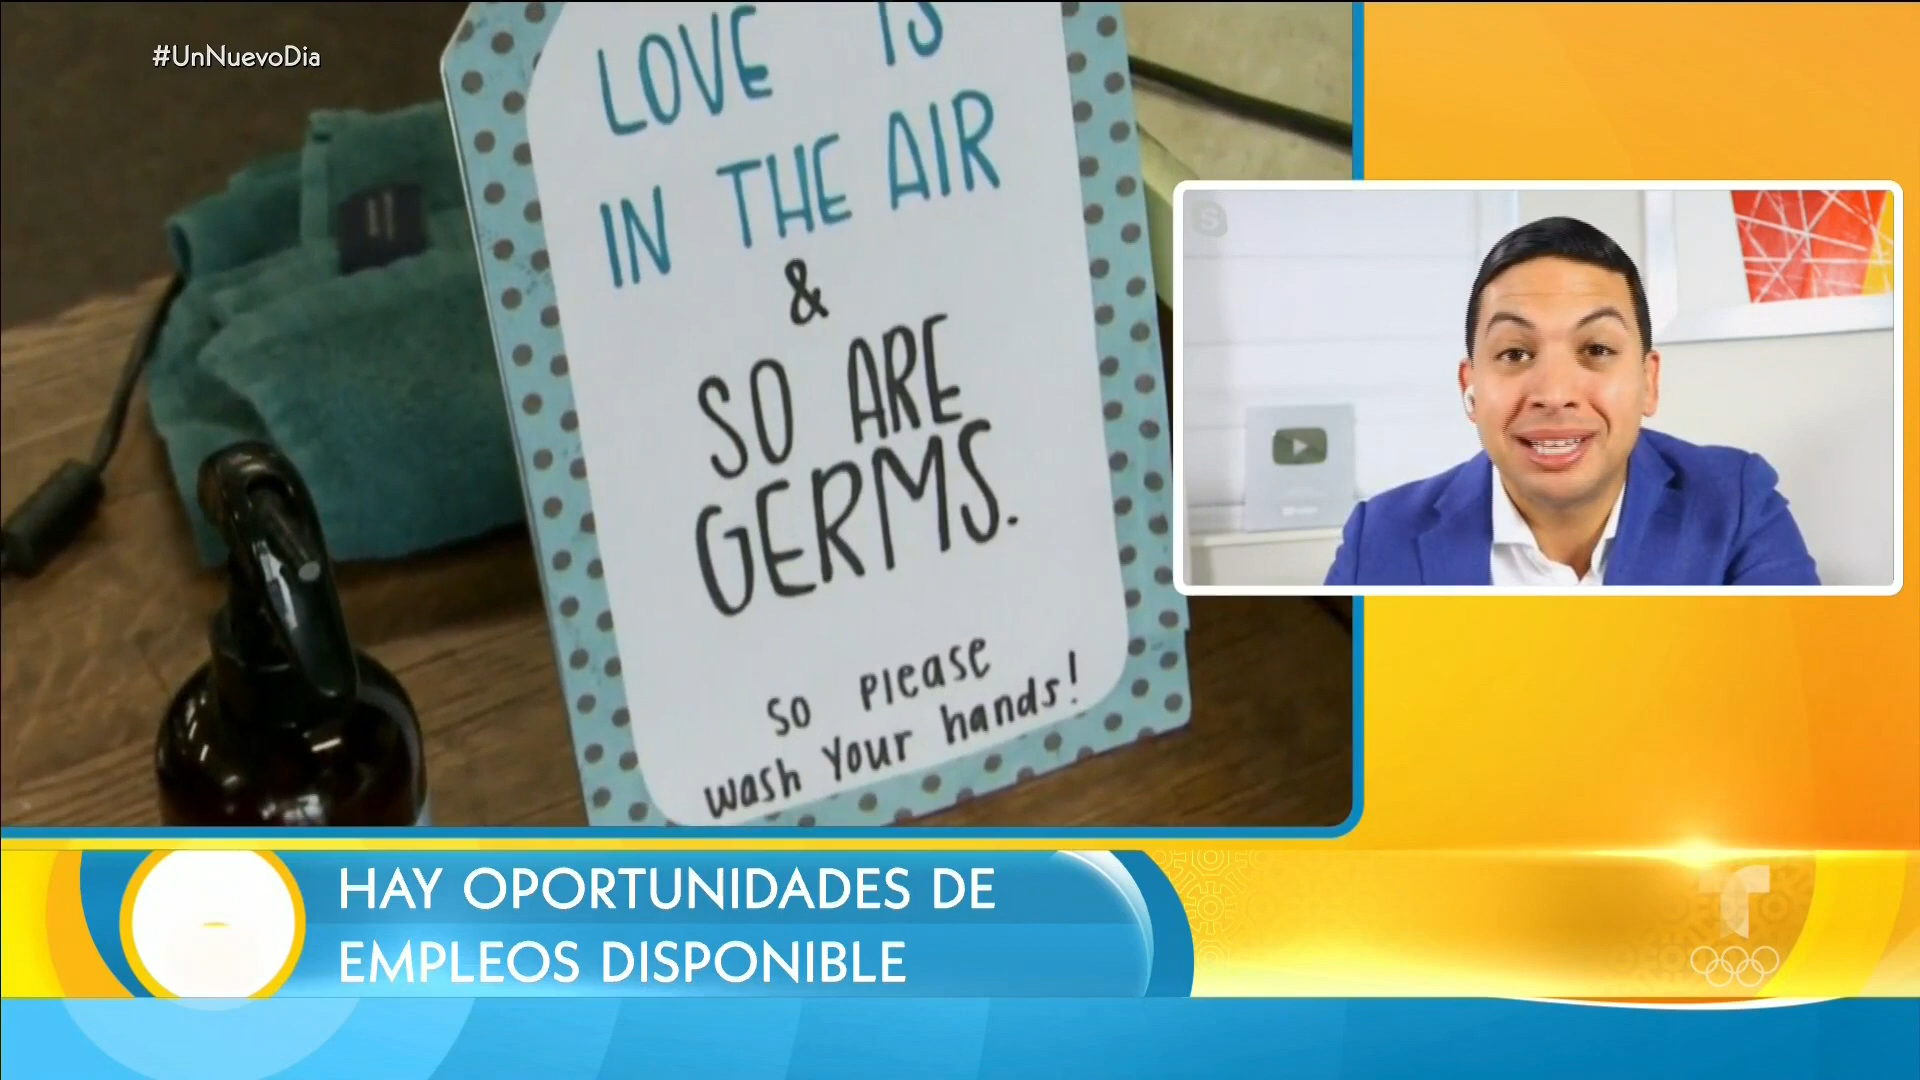 #UnNuevoDia
LOVE IS
IN THE AIR
&
SO ARE
GERMS.
SO Please
wash Your hands!
HAY OPORTUNIDADES DE
EMPLEOS DISPONIBLE